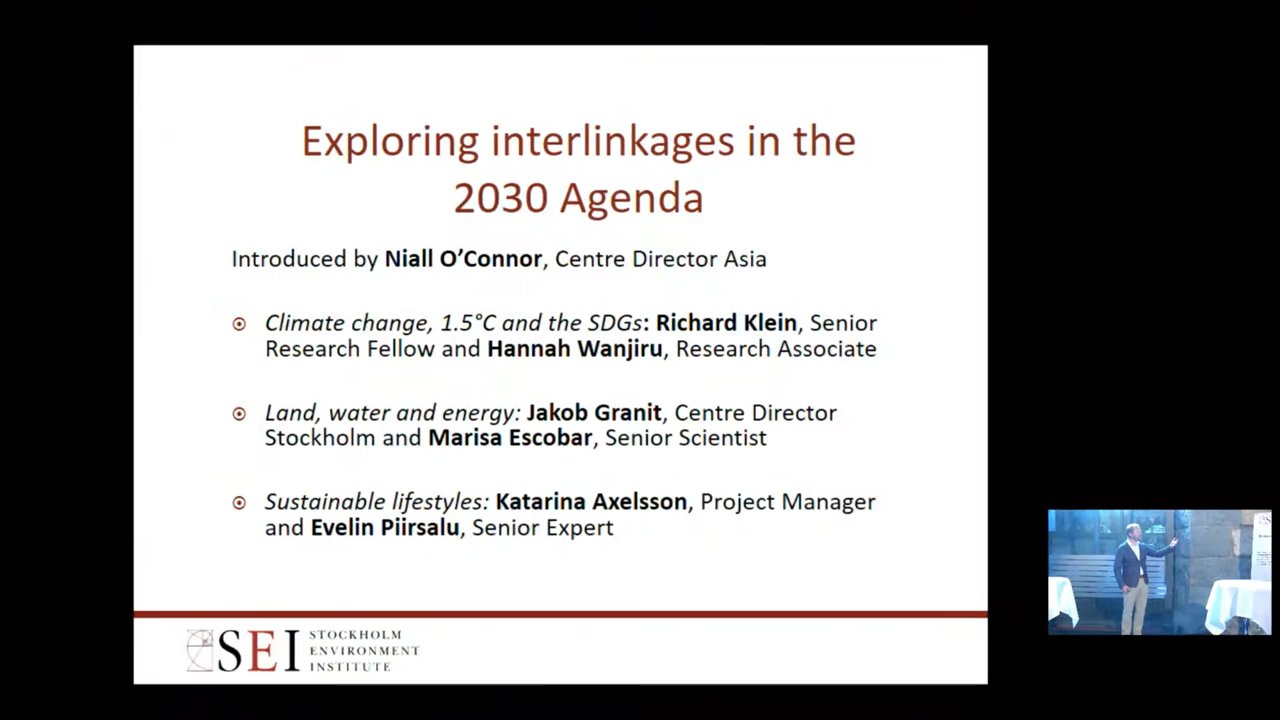 Exploring interlinkages in the
2030 Agenda
Introduced by Niall O’Connor, Centre Director Asia
Climate change, 1.5°C and the SDGs: Richard Klein, Senior
Research Fellow and Hannah Wanjiru, Research Associate
Land, water and energy: Jakob Granit, Centre Director
Stockholm and Marisa Escobar, Senior Scientist
Sustainable lifestyles: Katarina Axelsson, Project Manager
and Evelin Piirsalu, Senior Expert
SEI
STOCKHOLM
ENVIRONMENT
INSTITUTE